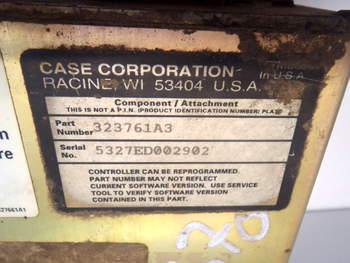 CASE CORPORATION
RACINE, WI 53404 U.S.A.
In U.S.A.
Component / Attachment
THIS IS NOT A P.I.N. (PRODUCT IDENTIFICATION NUMBER) PLATE
Part Number 323761A3
Serial No. 5327ED002902
CONTROLLER CAN BE REPROGRAMMED.
PART NUMBER MAY NOT REFLECT
CURRENT SOFTWARE VERSION. USE SERVICE
TOOL TO VERIFY SOFTWARE VERSION
CONTAINED IN THIS PART.